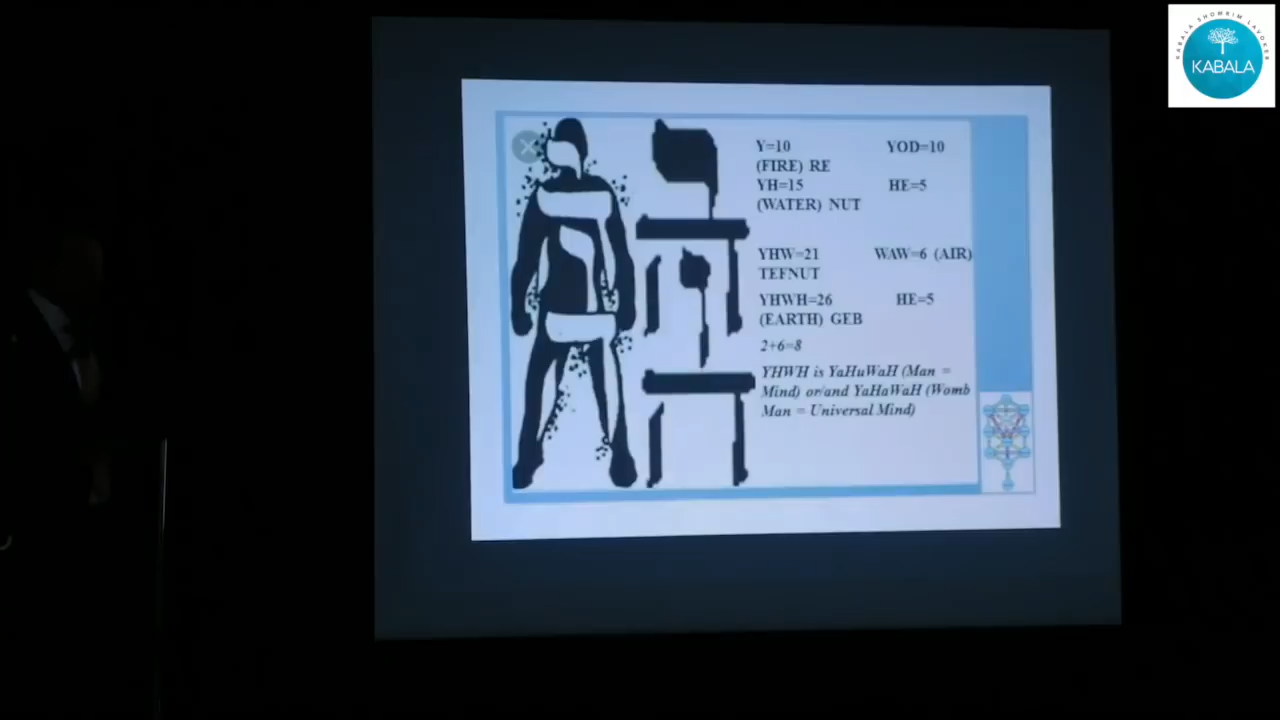 KABALA SHOMRIM LAVOKER
KABALA
Y=10 YOD=10
(FIRE) RE
YH=15 HE=5
(WATER) NUT
YHW=21 WAW=6 (AIR)
TEFNUT
YHWH=26 HE=5
(EARTH) GEB
2+6=8
YHWH is YaHuWaH (Man =
Mind) or/and YaHaWaH (Womb
Man = Universal Mind)
י
ה
ו
ה